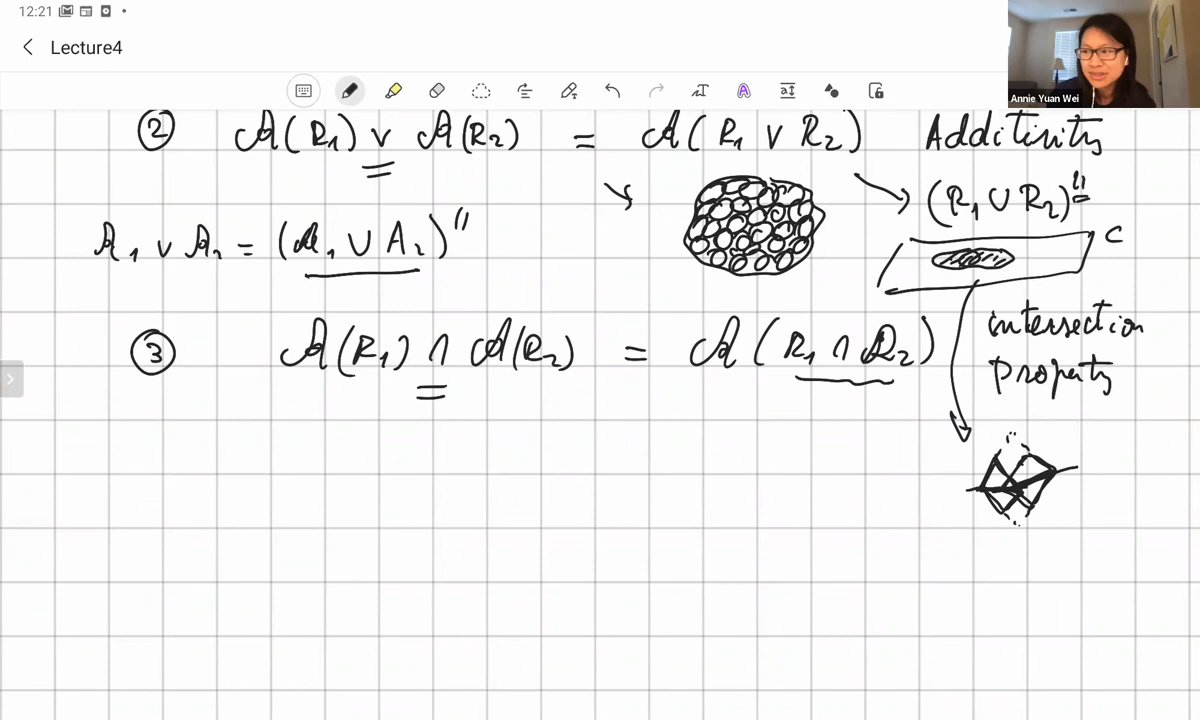 12:21
Lecture4
Annie Yuan Wei
② 𝒜(R₁) ∨ 𝒜(R₂) = 𝒜(R₁ ∨ R₂) Additivity
(R₁ ∪ R₂)"
𝒜₁ ∨ 𝒜₂ = (𝒜₁ ∪ A₂)"
C
③ 𝒜(R₁) ∩ 𝒜(R₂) = 𝒜(R₁ ∩ R₂) intersection
property